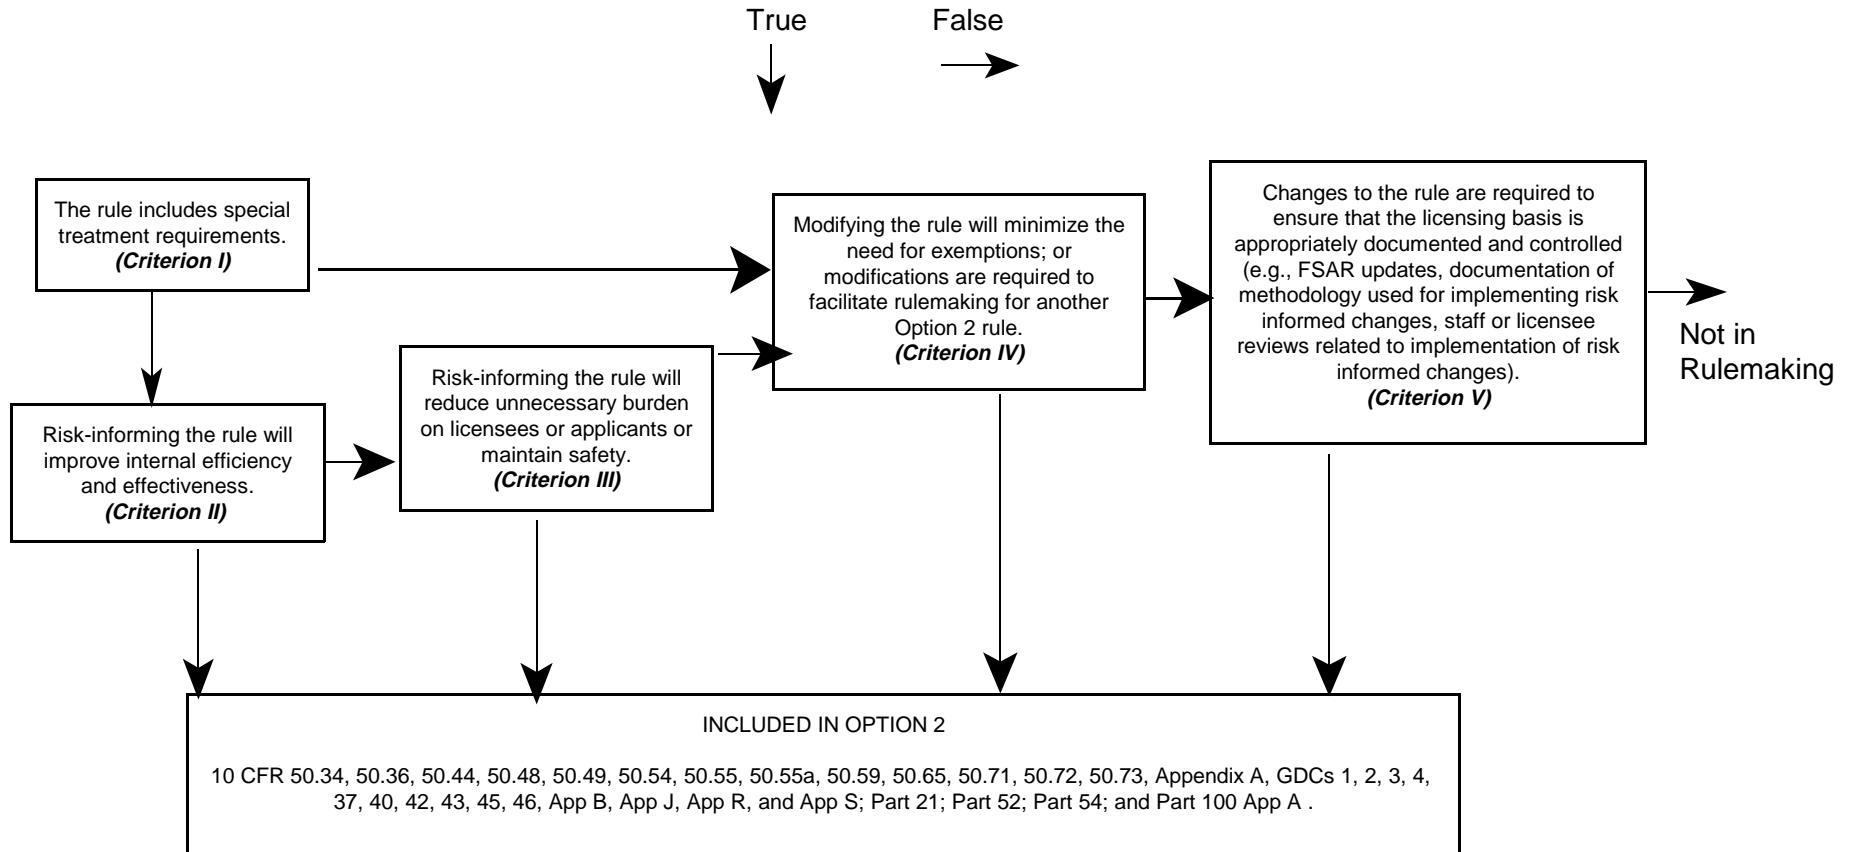 True
False
The rule includes special
treatment requirements.
(Criterion I)
Risk-informing the rule will
improve internal efficiency
and effectiveness.
(Criterion II)
Risk-informing the rule will
reduce unnecessary burden
on licensees or applicants or
maintain safety.
(Criterion III)
Modifying the rule will minimize the
need for exemptions; or
modifications are required to
facilitate rulemaking for another
Option 2 rule.
(Criterion IV)
Changes to the rule are required to
ensure that the licensing basis is
appropriately documented and controlled
(e.g., FSAR updates, documentation of
methodology used for implementing risk
informed changes, staff or licensee
reviews related to implementation of risk
informed changes).
(Criterion V)
Not in
Rulemaking
INCLUDED IN OPTION 2
10 CFR 50.34, 50.36, 50.44, 50.48, 50.49, 50.54, 50.55, 50.55a, 50.59, 50.65, 50.71, 50.72, 50.73, Appendix A, GDCs 1, 2, 3, 4,
37, 40, 42, 43, 45, 46, App B, App J, App R, and App S; Part 21; Part 52; Part 54; and Part 100 App A .